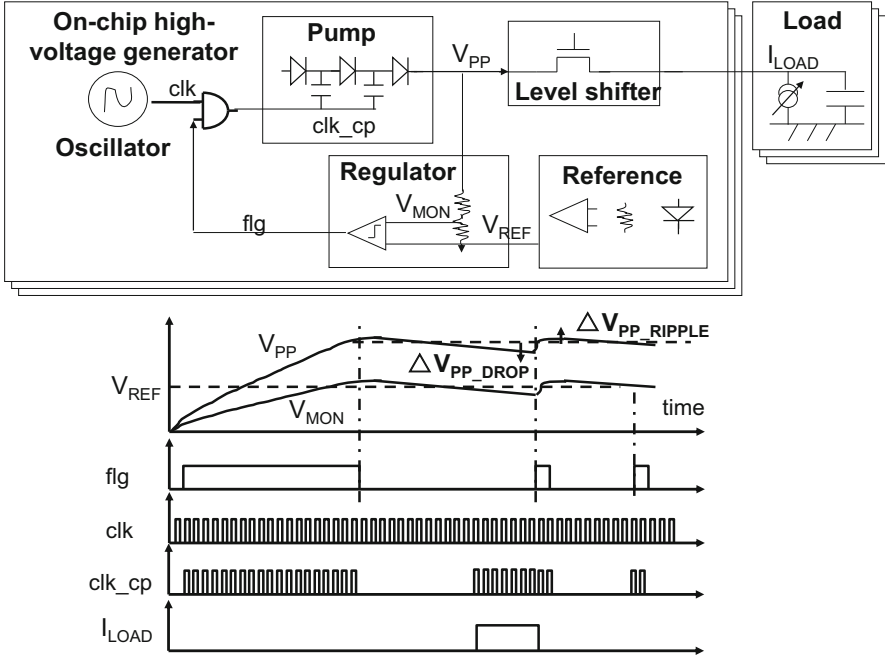 On-chip high-
voltage generator
clk
Oscillator
Pump
clk_cp
V_PP
Level shifter
Load
I_LOAD
Regulator
V_MON
flg
V_REF
Reference
V_PP
△V_PP_RIPPLE
△V_PP_DROP
V_REF
V_MON
time
flg
clk
clk_cp
I_LOAD